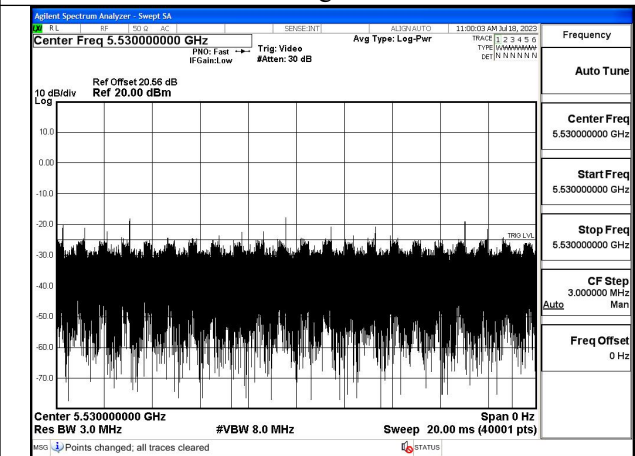 Agilent Spectrum Analyzer - Swept SA
RL RF 50 Ω AC SENSE:INT ALIGN AUTO 11:00:03 AM Jul 18, 2023
Center Freq 5.530000000 GHz
PNO: Fast
IFGain:Low
Trig: Video
#Atten: 30 dB
Avg Type: Log-Pwr
TRACE 1 2 3 4 5 6
TYPE
DET N N N N N N
Ref Offset 20.56 dB
10 dB/div Ref 20.00 dBm
Log
10.0
0.00
-10.0
-20.0
TRIG LVL
-30.0
-40.0
-50.0
-60.0
-70.0
Center 5.530000000 GHz Span 0 Hz
Res BW 3.0 MHz #VBW 8.0 MHz Sweep 20.00 ms (40001 pts)
MSG Points changed; all traces cleared STATUS
Frequency
Auto Tune
Center Freq
5.530000000 GHz
Start Freq
5.530000000 GHz
Stop Freq
5.530000000 GHz
CF Step
3.000000 MHz
Auto Man
Freq Offset
0 Hz